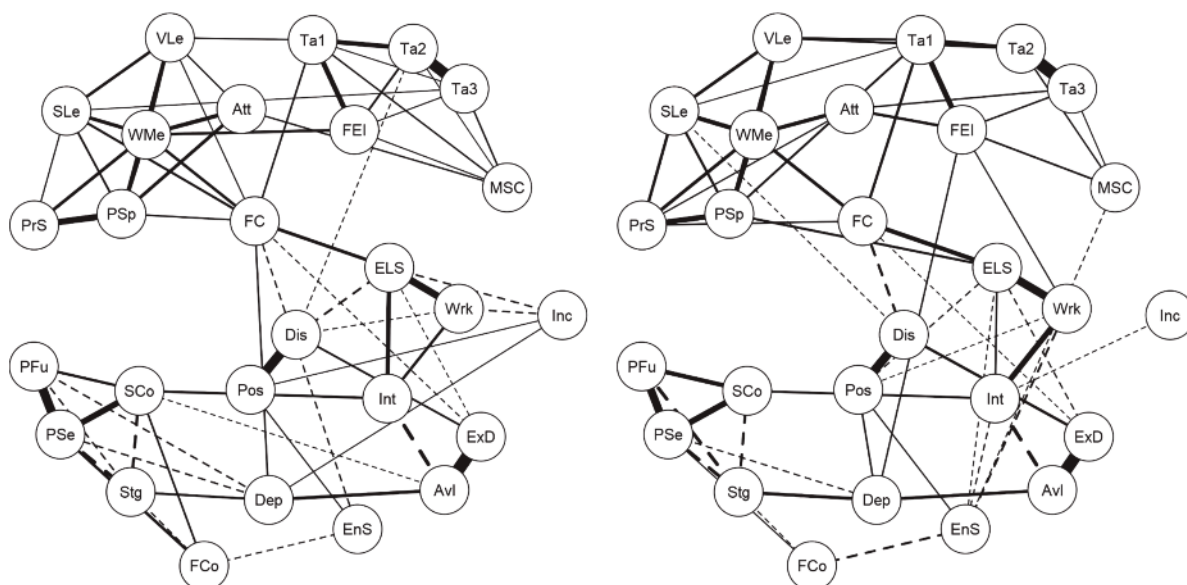 VLe
Ta1
Ta2
Ta3
SLe
Att
WMe
FEI
MSC
PrS
PSp
FC
ELS
Wrk
Inc
Dis
PFu
SCo
Pos
Int
PSe
ExD
Stg
Dep
Avl
EnS
FCo
VLe
Ta1
Ta2
Ta3
SLe
Att
WMe
FEI
MSC
PrS
PSp
FC
ELS
Wrk
Inc
Dis
PFu
SCo
Pos
Int
PSe
ExD
Stg
Dep
Avl
EnS
FCo